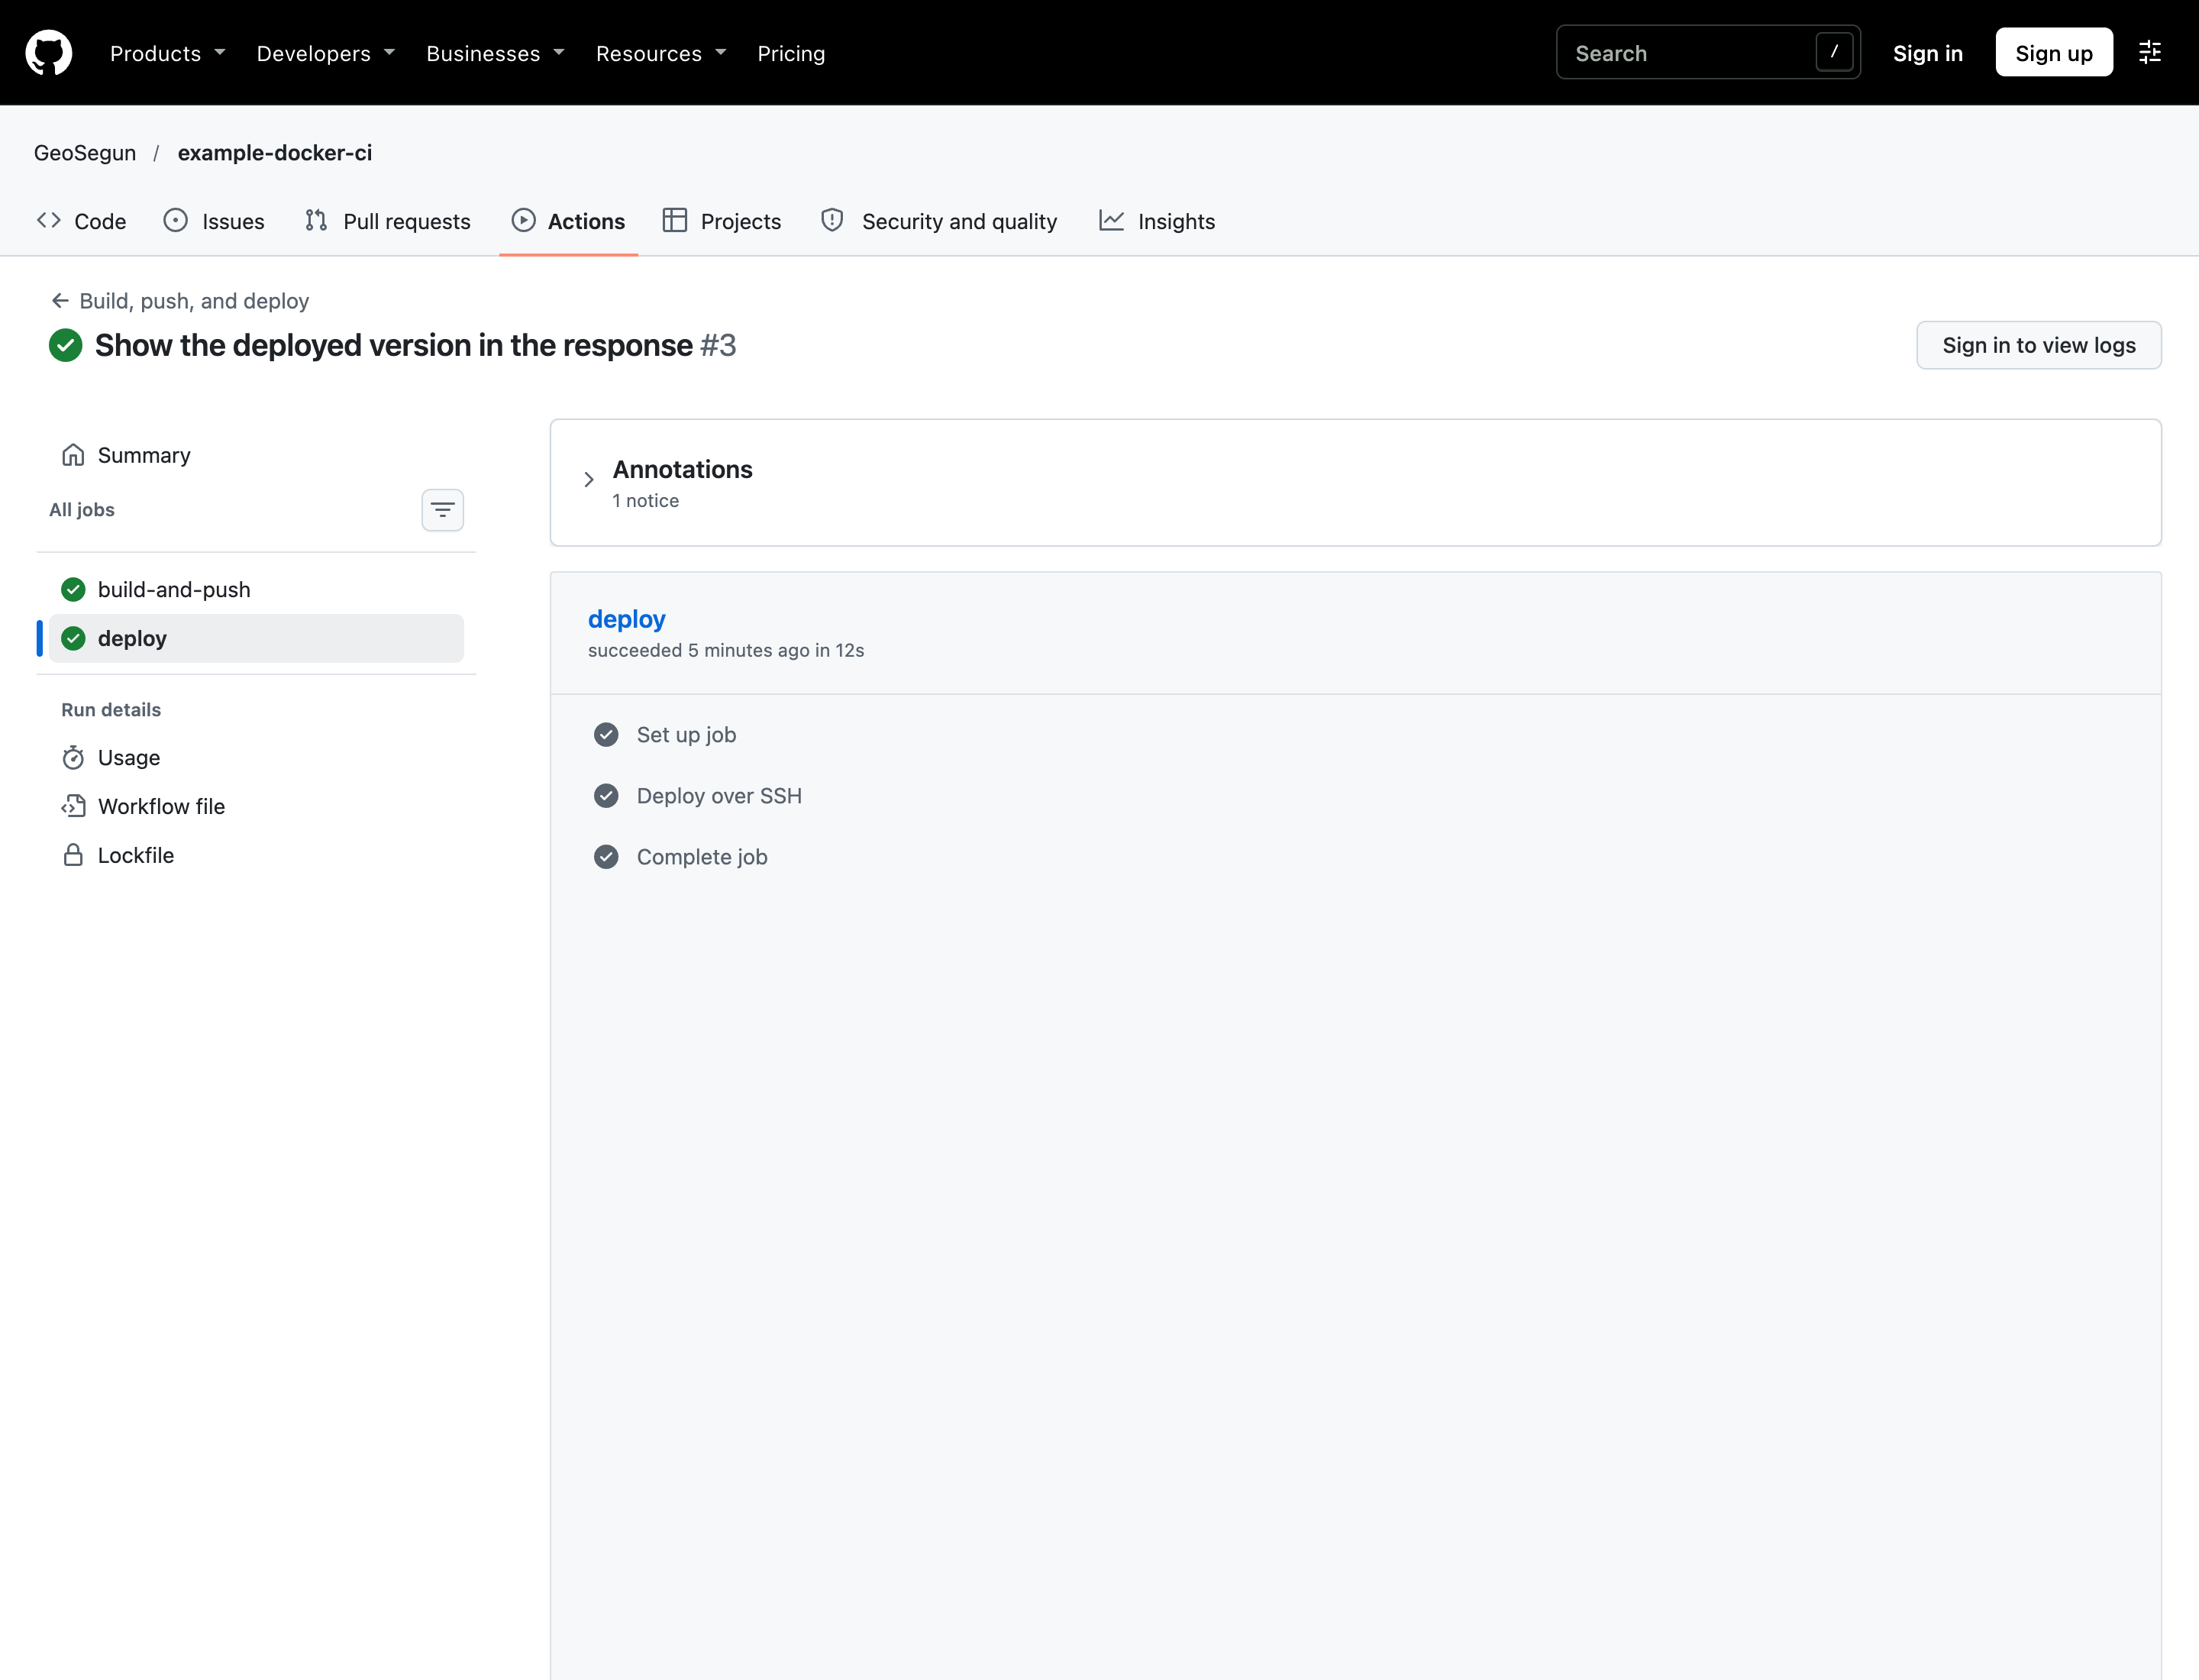 Products Developers Businesses Resources Pricing Search / Sign in Sign up
GeoSegun / example-docker-ci
Code Issues Pull requests Actions Projects Security and quality Insights
Build, push, and deploy
Show the deployed version in the response #3
Sign in to view logs
Summary
All jobs
build-and-push
deploy
Run details
Usage
Workflow file
Lockfile
Annotations
1 notice
deploy
succeeded 5 minutes ago in 12s
Set up job
Deploy over SSH
Complete job